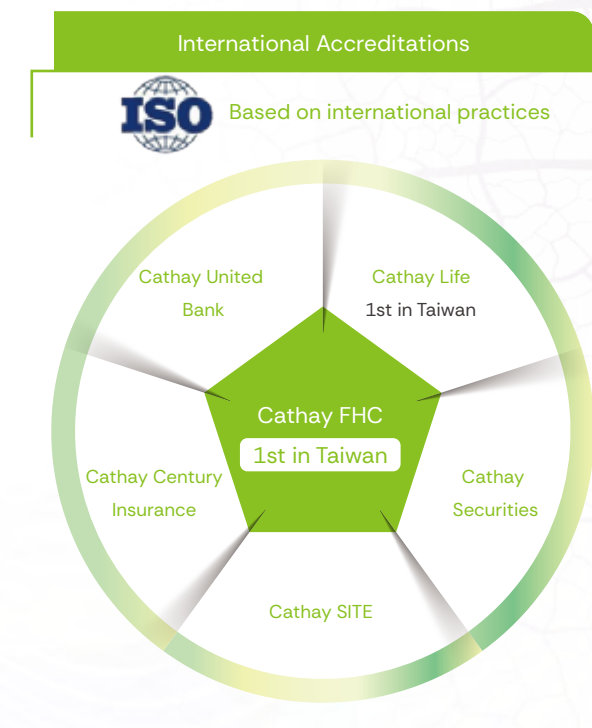 International Accreditations
ISO
Based on international practices
Cathay United
Bank
Cathay Life
1st in Taiwan
Cathay FHC
1st in Taiwan
Cathay Century
Insurance
Cathay
Securities
Cathay SITE